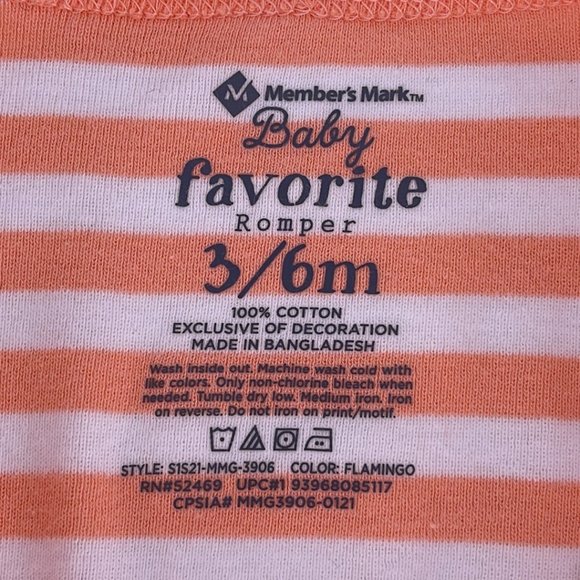 Member's Mark™
Baby
favorite
Romper
3/6m
100% COTTON
EXCLUSIVE OF DECORATION
MADE IN BANGLADESH
Wash inside out. Machine wash cold with
like colors. Only non-chlorine bleach when
needed. Tumble dry low. Medium iron. Iron
on reverse. Do not iron on print/motif.
STYLE: S1S21-MMG-3906 COLOR: FLAMINGO
RN#52469 UPC#1 93968085117
CPSIA# MMG3906-0121